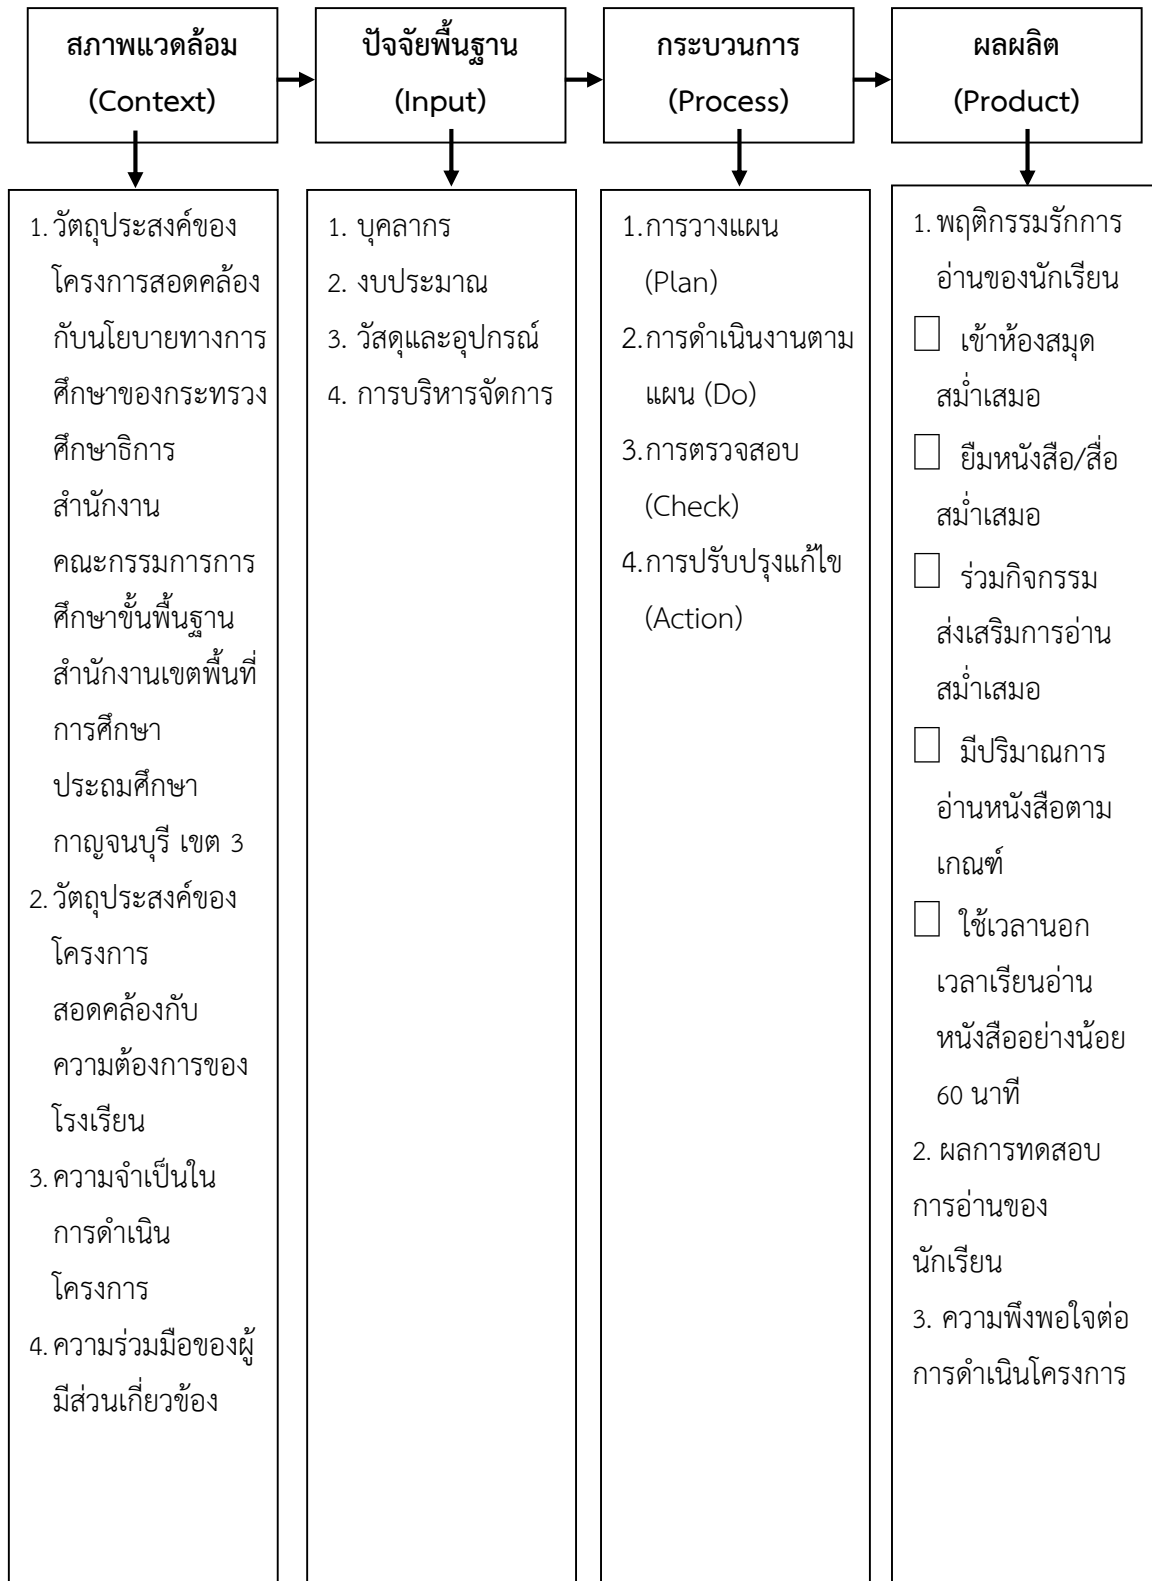 สภาพแวดล้อม
(Context)
ปัจจัยพื้นฐาน
(Input)
กระบวนการ
(Process)
ผลผลิต
(Product)
1. วัตถุประสงค์ของ
โครงการสอดคล้อง
กับนโยบายทางการ
ศึกษาของกระทรวง
ศึกษาธิการ
สำนักงาน
คณะกรรมการการ
ศึกษาขั้นพื้นฐาน
สำนักงานเขตพื้นที่
การศึกษา
ประถมศึกษา
กาญจนบุรี เขต 3
2. วัตถุประสงค์ของ
โครงการ
สอดคล้องกับ
ความต้องการของ
โรงเรียน
3. ความจำเป็นใน
การดำเนิน
โครงการ
4. ความร่วมมือของผู้
มีส่วนเกี่ยวข้อง
1. บุคลากร
2. งบประมาณ
3. วัสดุและอุปกรณ์
4. การบริหารจัดการ
1.การวางแผน
(Plan)
2.การดำเนินงานตาม
แผน (Do)
3.การตรวจสอบ
(Check)
4.การปรับปรุงแก้ไข
(Action)
1. พฤติกรรมรักการ
อ่านของนักเรียน
เข้าห้องสมุด
สม่ำเสมอ
ยืมหนังสือ/สื่อ
สม่ำเสมอ
ร่วมกิจกรรม
ส่งเสริมการอ่าน
สม่ำเสมอ
มีปริมาณการ
อ่านหนังสือตาม
เกณฑ์
ใช้เวลานอก
เวลาเรียนอ่าน
หนังสืออย่างน้อย
60 นาที
2. ผลการทดสอบ
การอ่านของ
นักเรียน
3. ความพึงพอใจต่อ
การดำเนินโครงการ